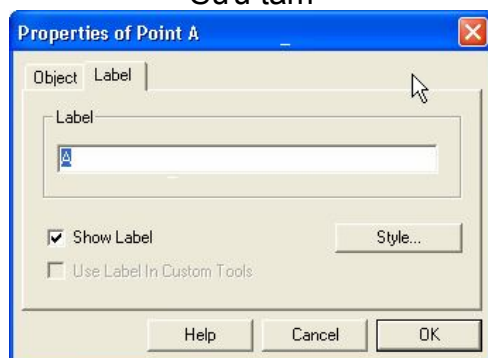 Properties of Point A
Object Label
Label
A
Show Label
Style...
Use Label In Custom Tools
Help Cancel OK